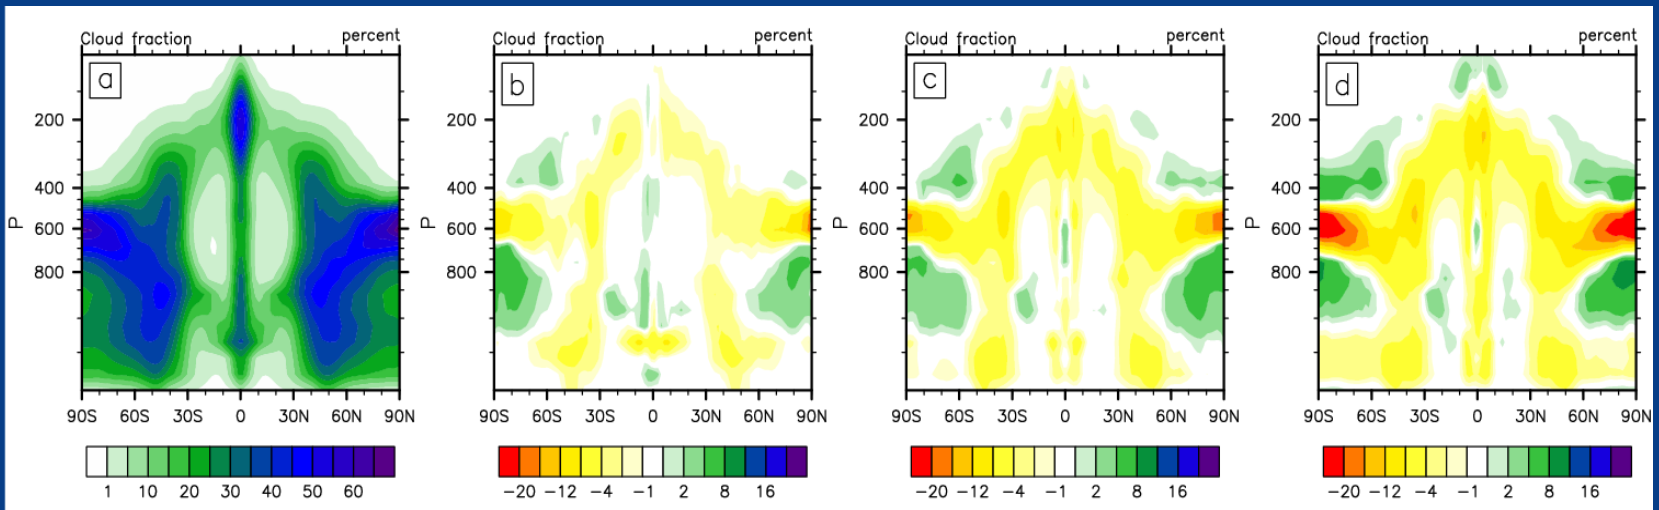 Cloud fraction percent
a
200
400
600
800
P
90S 60S 30S 0 30N 60N 90N
1 10 20 30 40 50 60
Cloud fraction percent
b
200
400
600
800
P
90S 60S 30S 0 30N 60N 90N
−20 −12 −4 −1 2 8 16
Cloud fraction percent
c
200
400
600
800
P
90S 60S 30S 0 30N 60N 90N
−20 −12 −4 −1 2 8 16
Cloud fraction percent
d
200
400
600
800
P
90S 60S 30S 0 30N 60N 90N
−20 −12 −4 −1 2 8 16